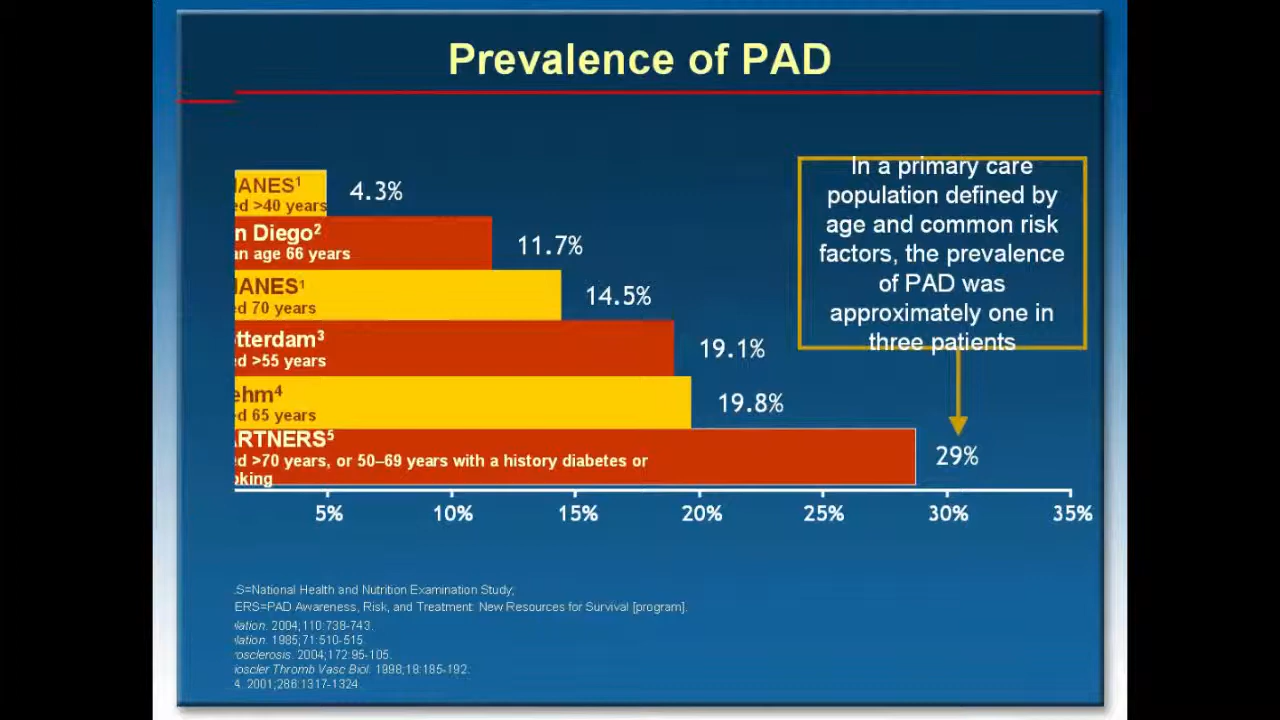 Prevalence of PAD
In a primary care
population defined by
age and common risk
factors, the prevalence
of PAD was
approximately one in
three patients
IANES¹
ed >40 years
4.3%
n Diego²
an age 66 years
11.7%
IANES¹
ed 70 years
14.5%
tterdam³
ed >55 years
19.1%
ehm⁴
ed 65 years
19.8%
ARTNERS⁵
ed >70 years, or 50–69 years with a history diabetes or
oking
29%
5% 10% 15% 20% 25% 30% 35%
S=National Health and Nutrition Examination Study;
ERS=PAD Awareness, Risk, and Treatment: New Resources for Survival [program].
lation. 2004;110:738-743.
lation. 1985;71:510-515.
rosclerosis. 2004;172:95-105.
ioscler Thromb Vasc Biol. 1998;18:185-192.
4. 2001;286:1317-1324.